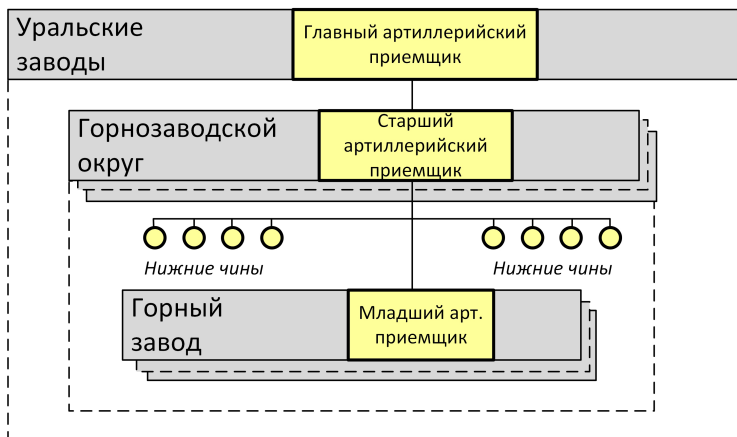 Уральские
заводы
Главный артиллерийский
приемщик
Горнозаводской
округ
Старший
артиллерийский
приемщик
Нижние чины
Нижние чины
Горный
завод
Младший арт.
приемщик